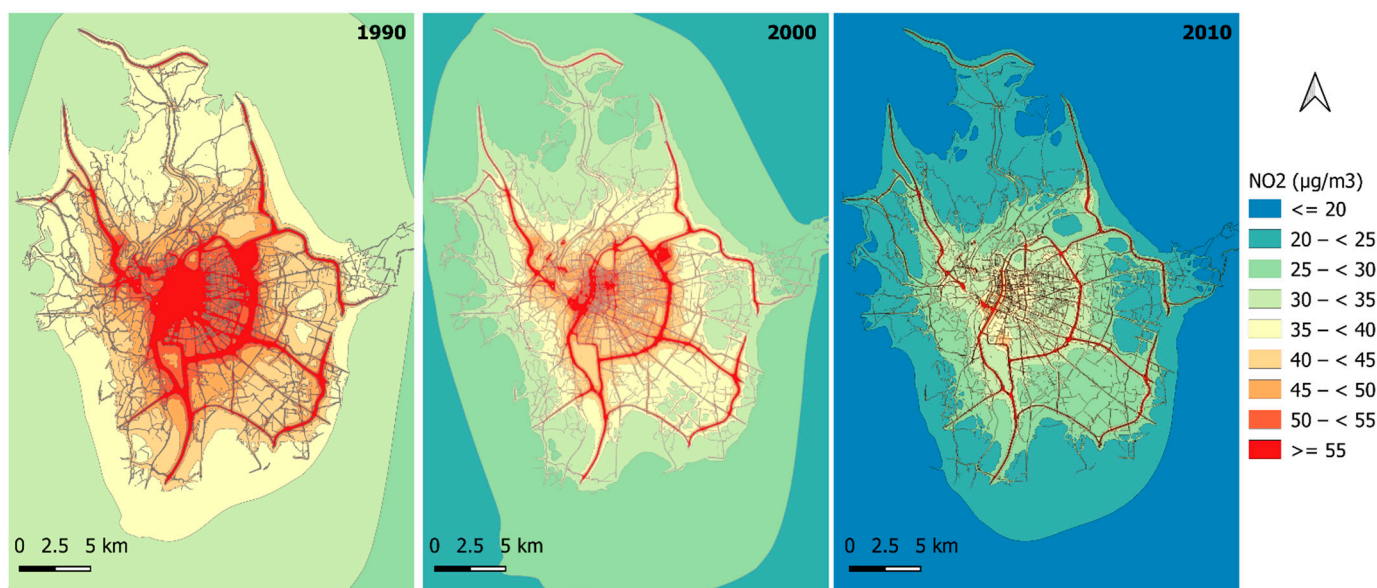 1990
2000
2010
NO2 (µg/m3)
<= 20
20 – < 25
25 – < 30
30 – < 35
35 – < 40
40 – < 45
45 – < 50
50 – < 55
>= 55
0 2.5 5 km
0 2.5 5 km
0 2.5 5 km